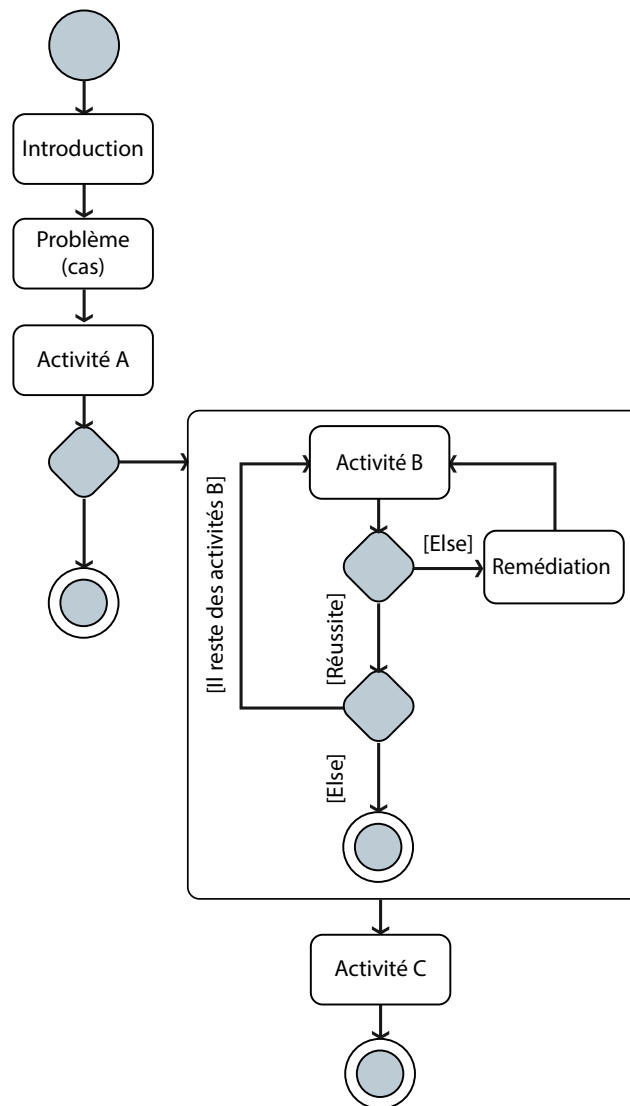 Introduction
Problème
(cas)
Activité A
Activité B
[Il reste des activités B]
[Else]
Remédiation
[Réussite]
[Else]
Activité C